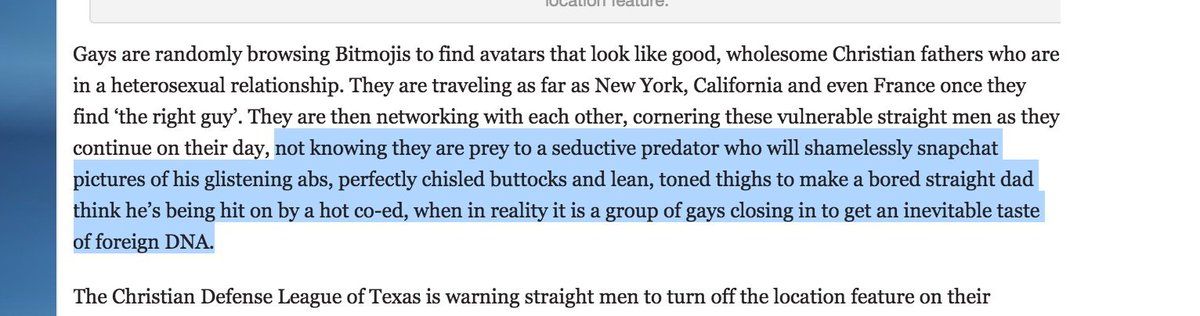 location feature.
Gays are randomly browsing Bitmojis to find avatars that look like good, wholesome Christian fathers who are
in a heterosexual relationship. They are traveling as far as New York, California and even France once they
find ‘the right guy’. They are then networking with each other, cornering these vulnerable straight men as they
continue on their day, not knowing they are prey to a seductive predator who will shamelessly snapchat
pictures of his glistening abs, perfectly chisled buttocks and lean, toned thighs to make a bored straight dad
think he’s being hit on by a hot co-ed, when in reality it is a group of gays closing in to get an inevitable taste
of foreign DNA.
The Christian Defense League of Texas is warning straight men to turn off the location feature on their